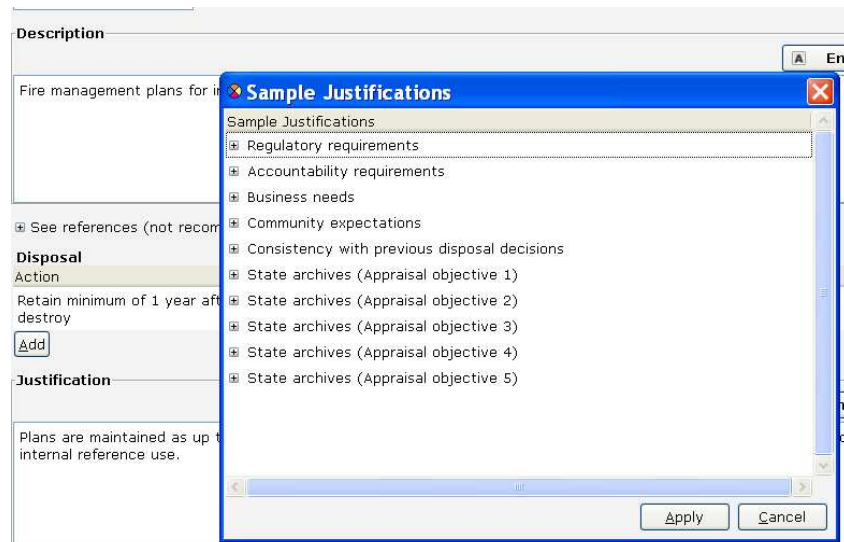 Description
A En
Fire management plans for i
Sample Justifications
Sample Justifications
Regulatory requirements
Accountability requirements
Business needs
Community expectations
Consistency with previous disposal decisions
State archives (Appraisal objective 1)
State archives (Appraisal objective 2)
State archives (Appraisal objective 3)
State archives (Appraisal objective 4)
State archives (Appraisal objective 5)
See references (not recom
Disposal
Action
Retain minimum of 1 year aft
destroy
Add
Justification
Plans are maintained as up t
internal reference use.
Apply
Cancel